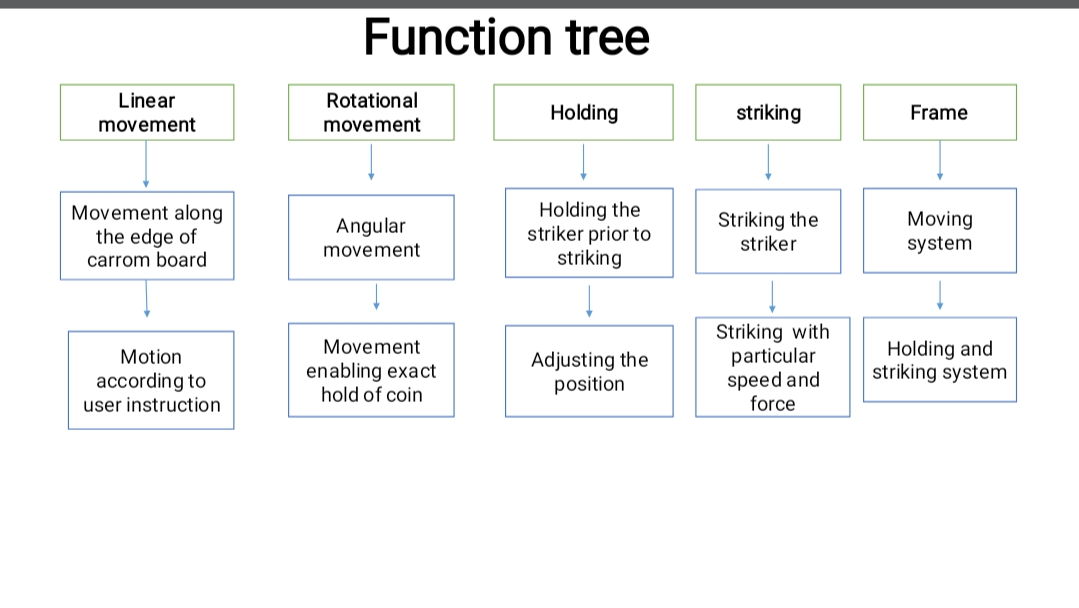 Function tree
Linear
movement
Rotational
movement
Holding
striking
Frame
Movement along
the edge of
carrom board
Angular
movement
Holding the
striker prior to
striking
Striking the
striker
Moving
system
Motion
according to
user instruction
Movement
enabling exact
hold of coin
Adjusting the
position
Striking with
particular
speed and
force
Holding and
striking system